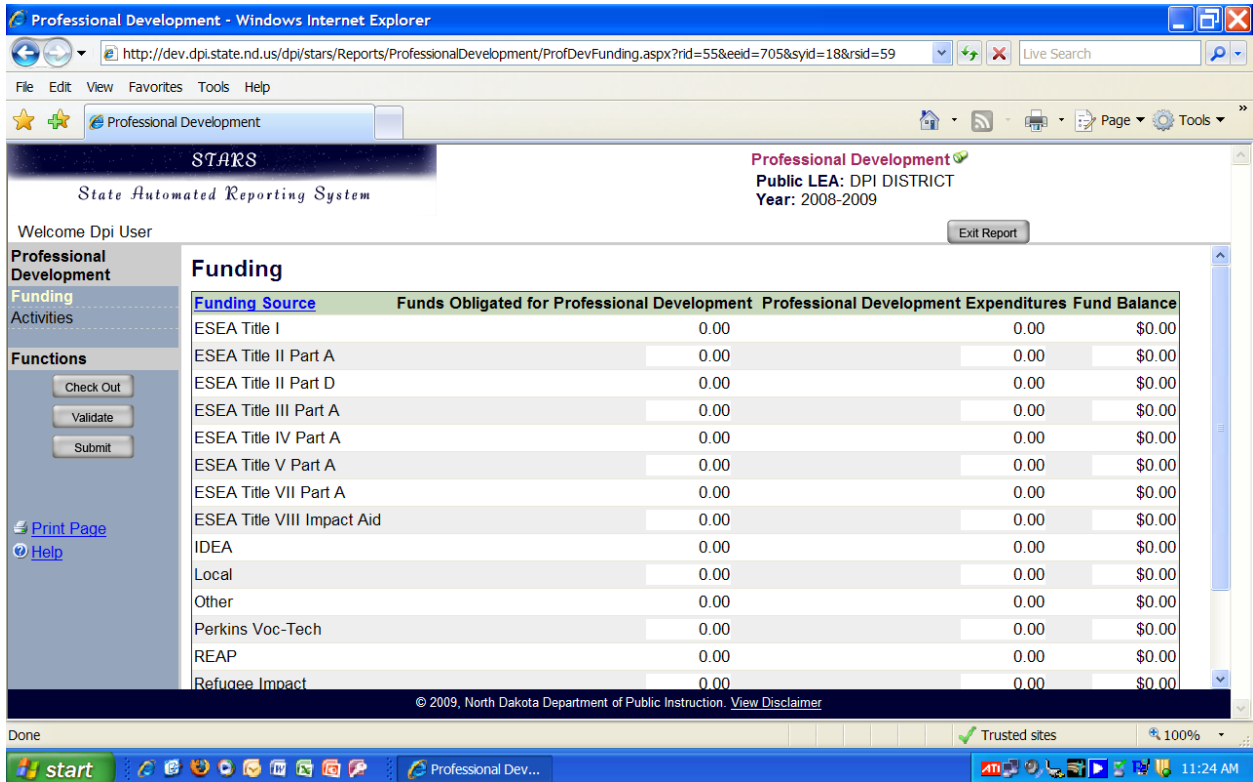 Professional Development - Windows Internet Explorer
http://dev.dpi.state.nd.us/dpi/stars/Reports/ProfessionalDevelopment/ProfDevFunding.aspx?rid=55&eeid=705&syid=18&rsid=59
Live Search
File Edit View Favorites Tools Help
Professional Development
Page Tools »
STARS
State Automated Reporting System
Professional Development
Public LEA: DPI DISTRICT
Year: 2008-2009
Welcome Dpi User
Exit Report
Professional Development
Funding
Activities
Functions
Check Out
Validate
Submit
Print Page
Help
Funding
Funding Source Funds Obligated for Professional Development Professional Development Expenditures Fund Balance
ESEA Title I 0.00 0.00 $0.00
ESEA Title II Part A 0.00 0.00 $0.00
ESEA Title II Part D 0.00 0.00 $0.00
ESEA Title III Part A 0.00 0.00 $0.00
ESEA Title IV Part A 0.00 0.00 $0.00
ESEA Title V Part A 0.00 0.00 $0.00
ESEA Title VII Part A 0.00 0.00 $0.00
ESEA Title VIII Impact Aid 0.00 0.00 $0.00
IDEA 0.00 0.00 $0.00
Local 0.00 0.00 $0.00
Other 0.00 0.00 $0.00
Perkins Voc-Tech 0.00 0.00 $0.00
REAP 0.00 0.00 $0.00
Refugee Impact 0.00 0.00 $0.00
© 2009, North Dakota Department of Public Instruction. View Disclaimer
Done Trusted sites 100%
start Professional Dev... ATI 11:24 AM